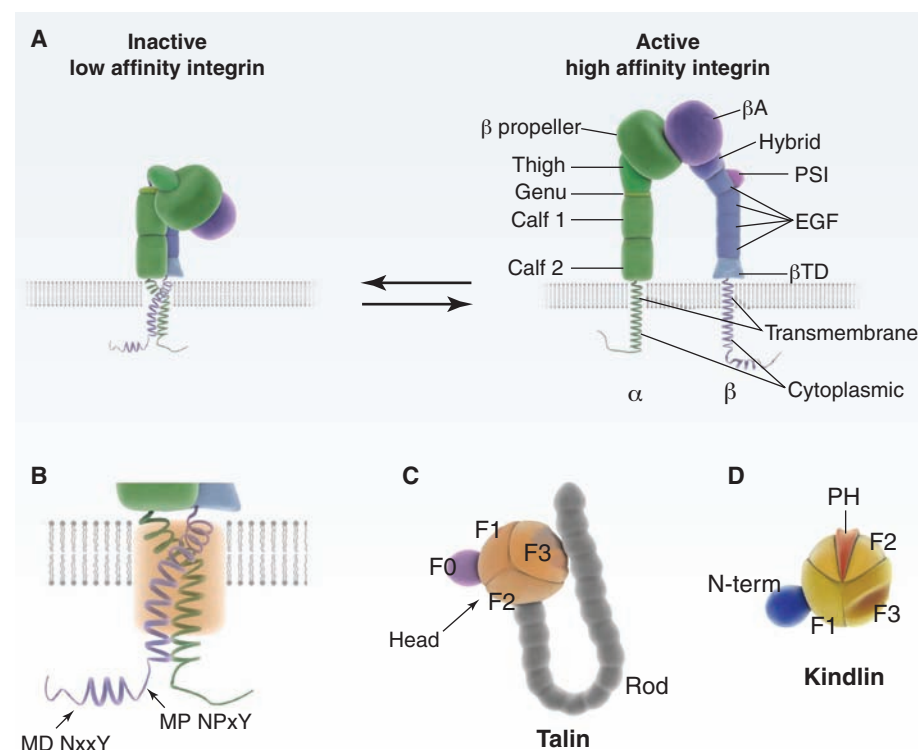 A
Inactive
low affinity integrin
Active
high affinity integrin
β propeller
Thigh
Genu
Calf 1
Calf 2
βA
Hybrid
PSI
EGF
βTD
Transmembrane
Cytoplasmic
α
β
B
MD NxxY
MP NPxY
C
F0
F1
F3
F2
Head
Rod
Talin
D
PH
F2
N-term
F1
F3
Kindlin